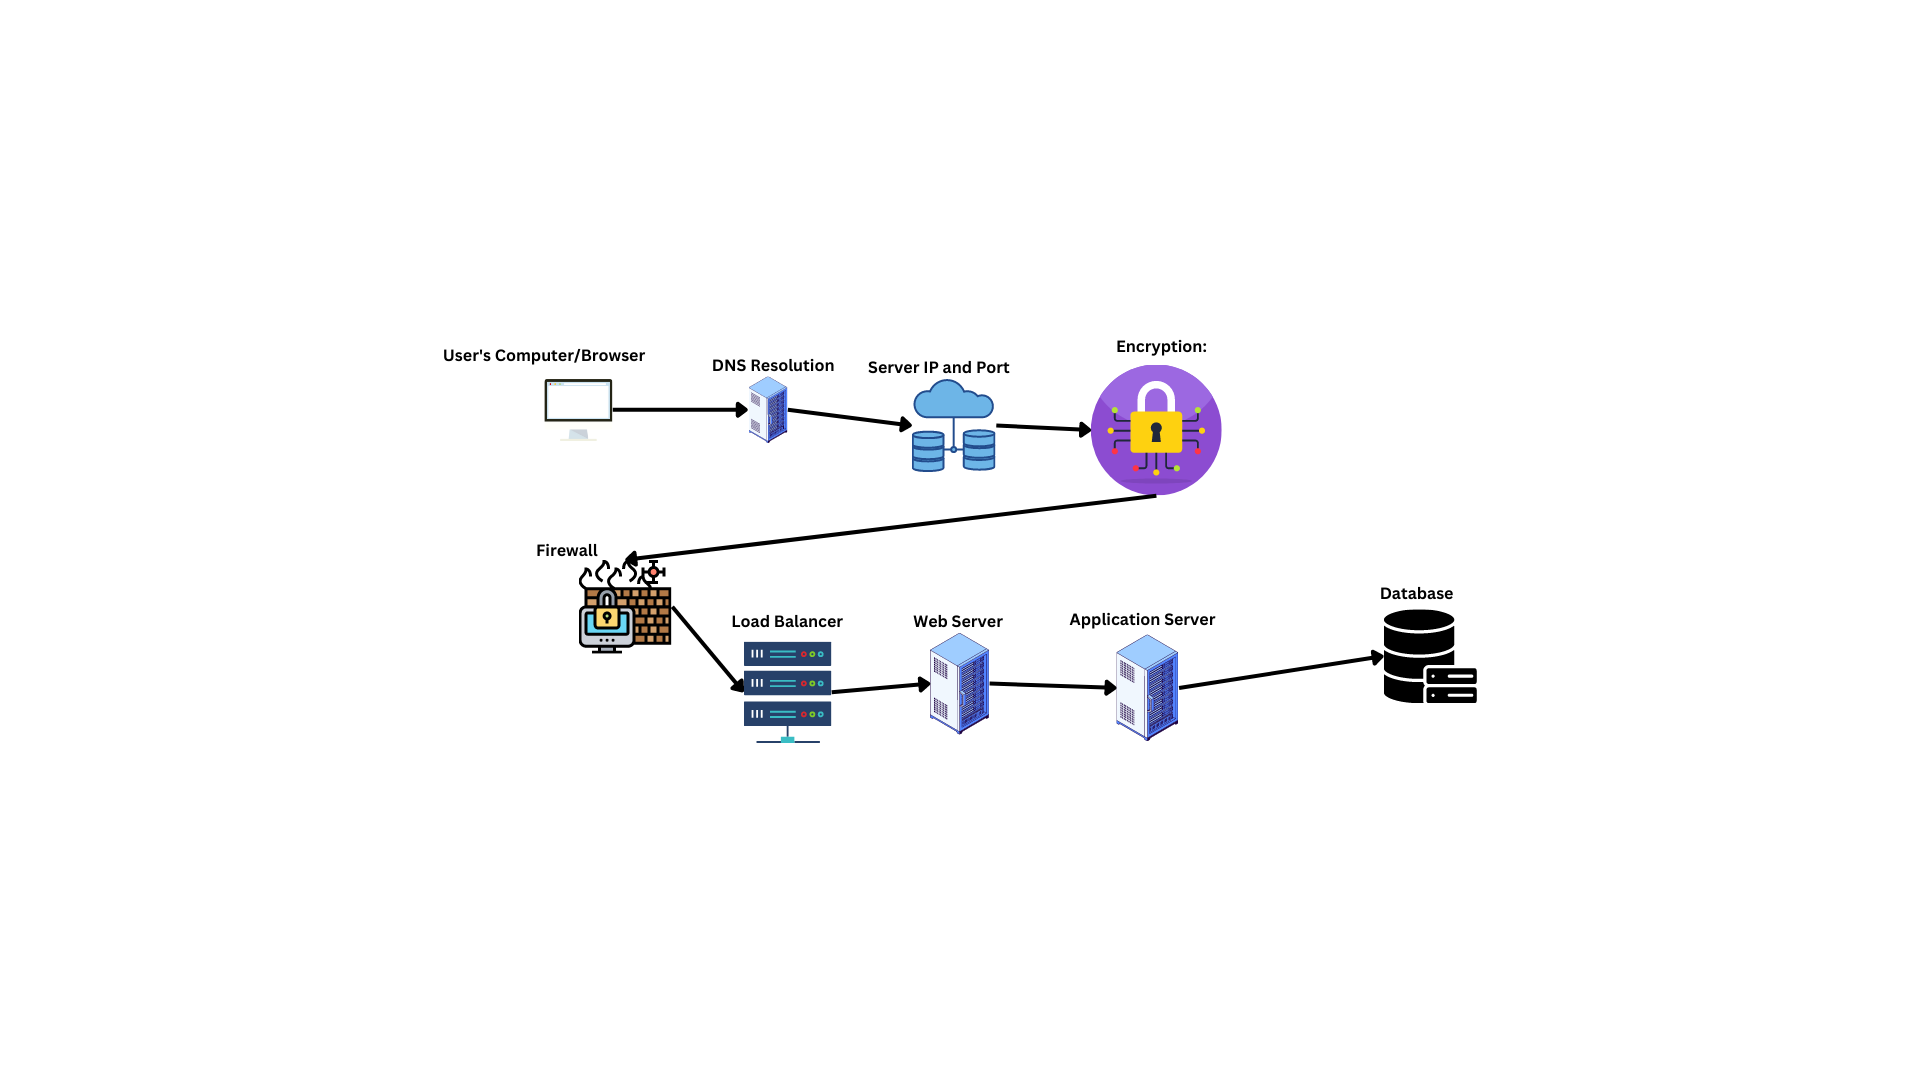 User's Computer/Browser
DNS Resolution
Server IP and Port
Encryption:
Firewall
Load Balancer
Web Server
Application Server
Database